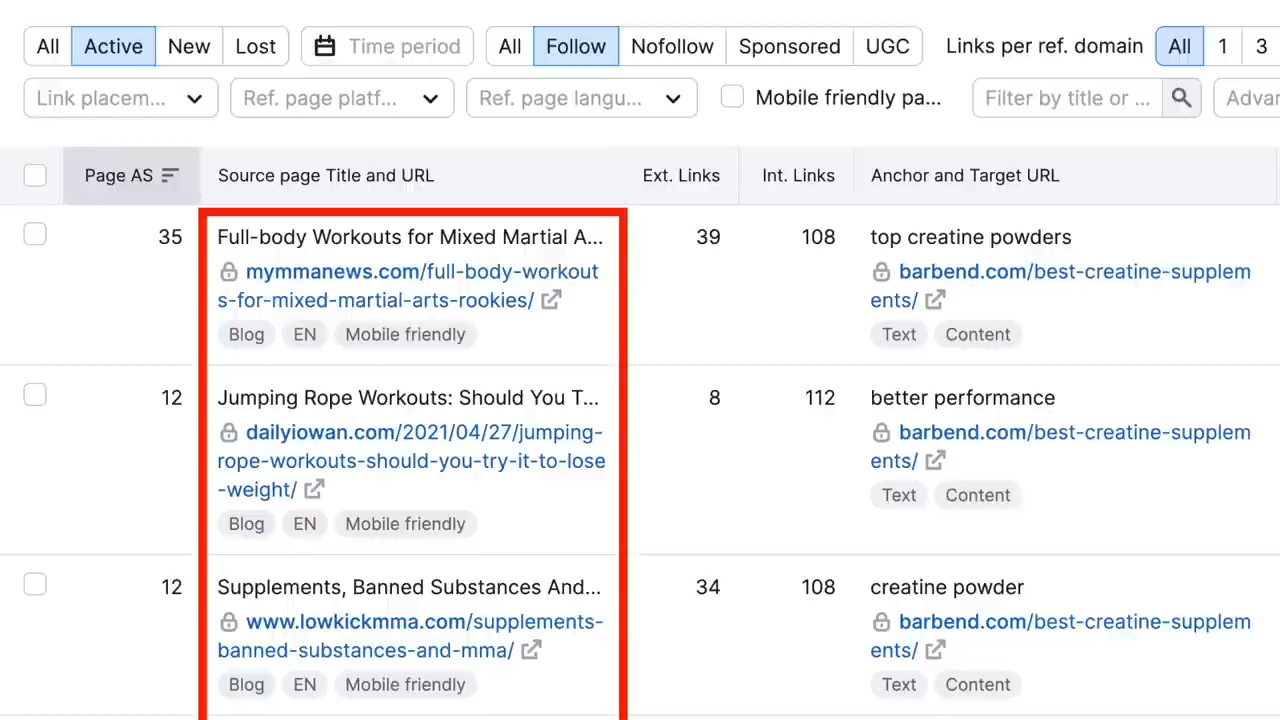 All Active New Lost Time period All Follow Nofollow Sponsored UGC Links per ref. domain All 1 3
Link placem... Ref. page platf... Ref. page langu... Mobile friendly pa... Filter by title or ... Advan
Page AS Source page Title and URL Ext. Links Int. Links Anchor and Target URL
35 Full-body Workouts for Mixed Martial A... 39 108 top creatine powders
mymmanews.com/full-body-workout barbend.com/best-creatine-supplem
s-for-mixed-martial-arts-rookies/ ents/
Blog EN Mobile friendly Text Content
12 Jumping Rope Workouts: Should You T... 8 112 better performance
dailyiowan.com/2021/04/27/jumping- barbend.com/best-creatine-supplem
rope-workouts-should-you-try-it-to-lose ents/
-weight/ Text Content
Blog EN Mobile friendly
12 Supplements, Banned Substances And... 34 108 creatine powder
www.lowkickmma.com/supplements- barbend.com/best-creatine-supplem
banned-substances-and-mma/ ents/
Blog EN Mobile friendly Text Content